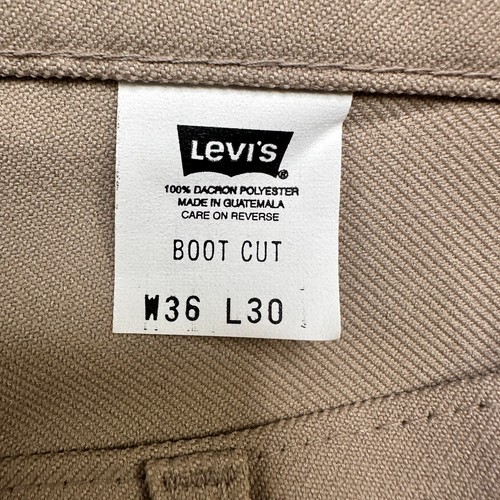 Levi's®
100% DACRON POLYESTER
MADE IN GUATEMALA
CARE ON REVERSE
BOOT CUT
W36 L30